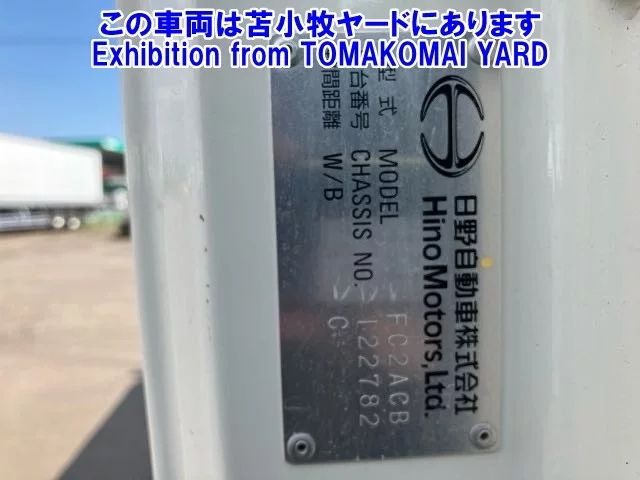 この車両は苫小牧ヤードにあります
Exhibition from TOMAKOMAI YARD
日野自動車株式会社
Hino Motors, Ltd.
型式 MODEL FC2ACB
台番号 CHASSIS NO. 122782
間距離 W/B C